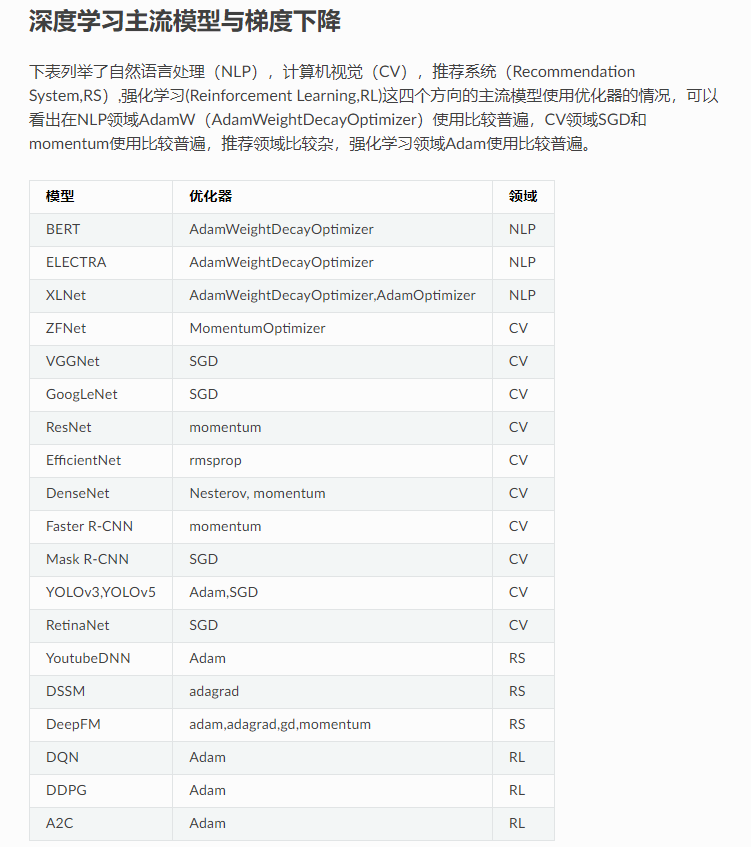 深度学习主流模型与梯度下降
下表列举了自然语言处理（NLP），计算机视觉（CV），推荐系统（Recommendation
System,RS）,强化学习(Reinforcement Learning,RL)这四个方向的主流模型使用优化器的情况，可以
看出在NLP领域AdamW（AdamWeightDecayOptimizer）使用比较普遍，CV领域SGD和
momentum使用比较普遍，推荐领域比较杂，强化学习领域Adam使用比较普遍。
模型 优化器 领域
BERT AdamWeightDecayOptimizer NLP
ELECTRA AdamWeightDecayOptimizer NLP
XLNet AdamWeightDecayOptimizer,AdamOptimizer NLP
ZFNet MomentumOptimizer CV
VGGNet SGD CV
GoogLeNet SGD CV
ResNet momentum CV
EfficientNet rmsprop CV
DenseNet Nesterov, momentum CV
Faster R-CNN momentum CV
Mask R-CNN SGD CV
YOLOv3,YOLOv5 Adam,SGD CV
RetinaNet SGD CV
YoutubeDNN Adam RS
DSSM adagrad RS
DeepFM adam,adagrad,gd,momentum RS
DQN Adam RL
DDPG Adam RL
A2C Adam RL